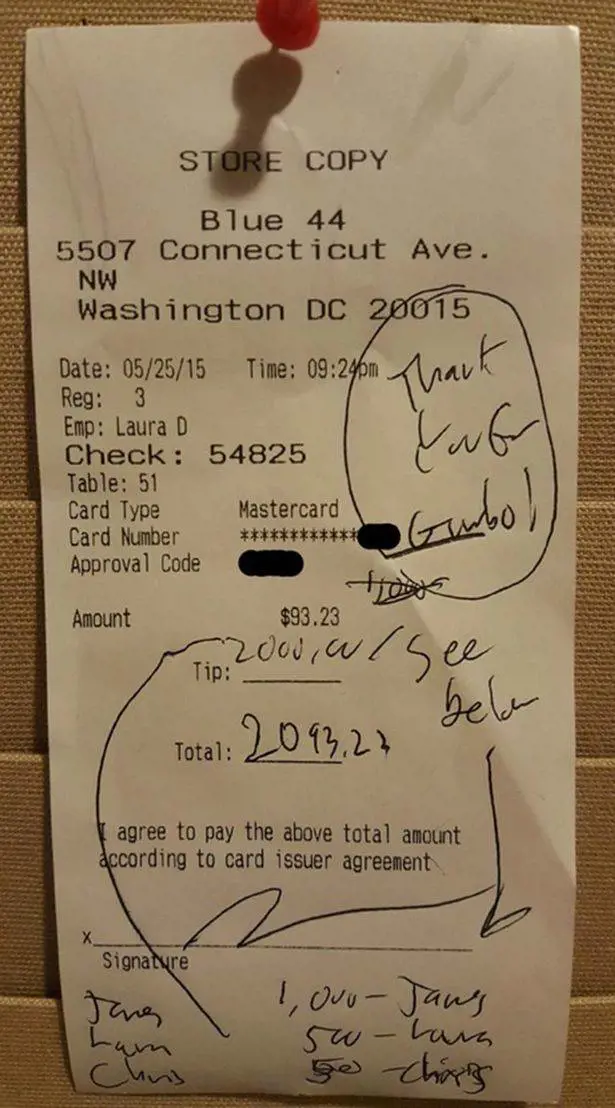 STORE COPY
Blue 44
5507 Connecticut Ave.
NW
Washington DC 20015
Date: 05/25/15 Time: 09:24pm
Thank
Reg: 3
Emp: Laura D
You for
Check: 54825
Table: 51
Card Type Mastercard
Card Number ************
Gumbo!
Approval Code
Amount $93.23
Tip: 2000.00 / See
below
Total: 2093.23
I agree to pay the above total amount
according to card issuer agreement
x
Signature
James 1,000 - James
Laura 500 - Laura
Chris 500 - Chris